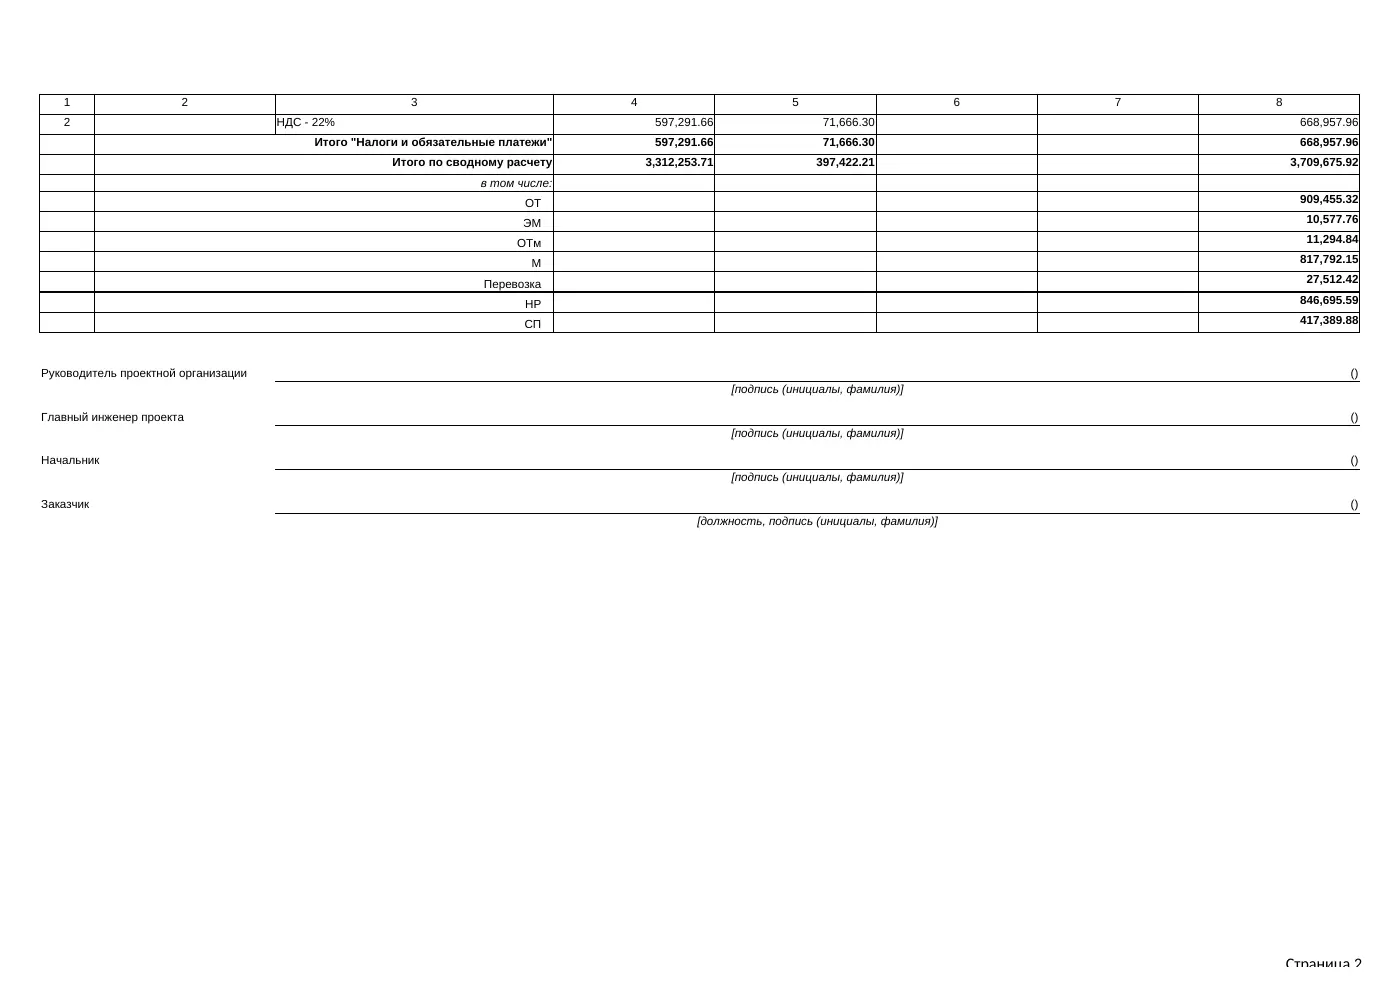 1 2 3 4 5 6 7 8
2 НДС - 22% 597,291.66 71,666.30 668,957.96
Итого "Налоги и обязательные платежи" 597,291.66 71,666.30 668,957.96
Итого по сводному расчету 3,312,253.71 397,422.21 3,709,675.92
в том числе:
ОТ 909,455.32
ЭМ 10,577.76
ОТм 11,294.84
М 817,792.15
Перевозка 27,512.42
НР 846,695.59
СП 417,389.88
Руководитель проектной организации ()
[подпись (инициалы, фамилия)]
Главный инженер проекта ()
[подпись (инициалы, фамилия)]
Начальник ()
[подпись (инициалы, фамилия)]
Заказчик ()
[должность, подпись (инициалы, фамилия)]
Страница 2